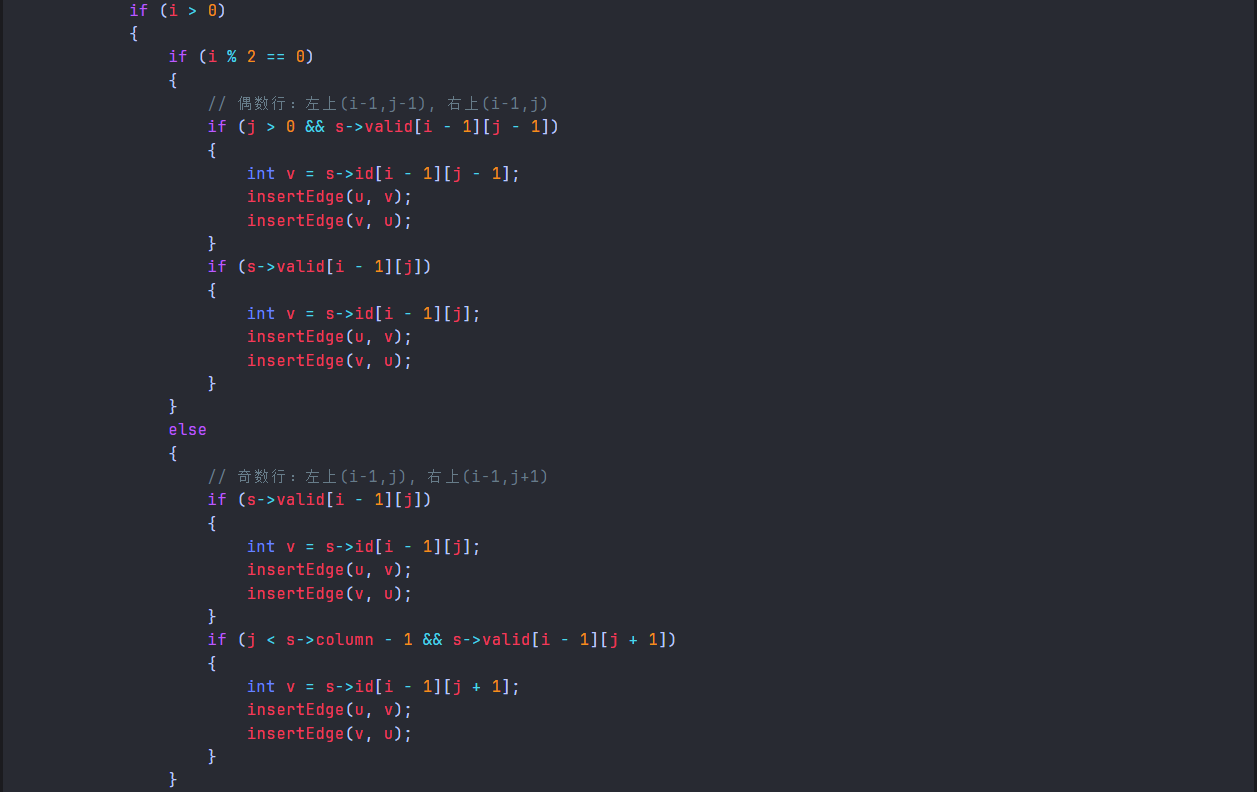 if (i > 0)
{
if (i % 2 == 0)
{
// 偶数行：左上(i-1,j-1), 右上(i-1,j)
if (j > 0 && s->valid[i - 1][j - 1])
{
int v = s->id[i - 1][j - 1];
insertEdge(u, v);
insertEdge(v, u);
}
if (s->valid[i - 1][j])
{
int v = s->id[i - 1][j];
insertEdge(u, v);
insertEdge(v, u);
}
}
else
{
// 奇数行：左上(i-1,j), 右上(i-1,j+1)
if (s->valid[i - 1][j])
{
int v = s->id[i - 1][j];
insertEdge(u, v);
insertEdge(v, u);
}
if (j < s->column - 1 && s->valid[i - 1][j + 1])
{
int v = s->id[i - 1][j + 1];
insertEdge(u, v);
insertEdge(v, u);
}
}